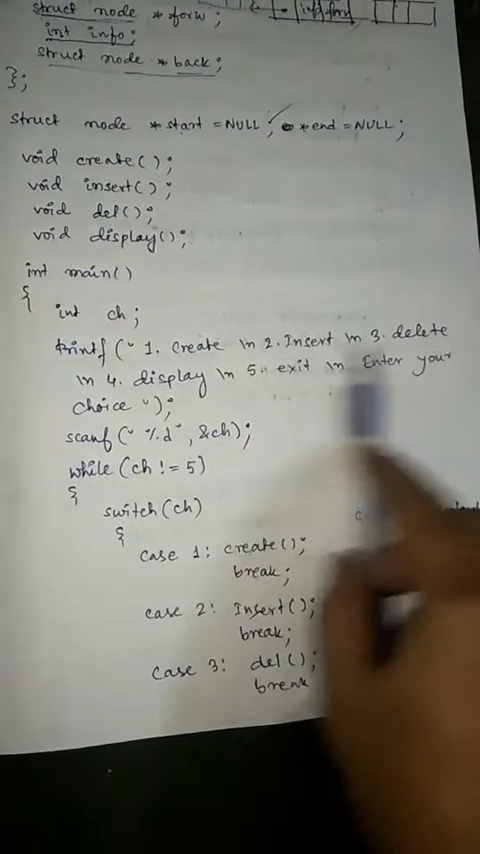 struct node * forw;
int info;
struct node * back;
};
struct node * start = NULL; * end = NULL;
void create();
void insert();
void del();
void display();
int main()
{
int ch;
printf (" 1. Create \n 2. Insert \n 3. delete
\n 4. display \n 5. exit \n Enter your
choice ");
scanf (" %d", &ch);
while (ch != 5)
{
switch (ch)
{
case 1: create();
break;
case 2: Insert();
break;
case 3: del();
break